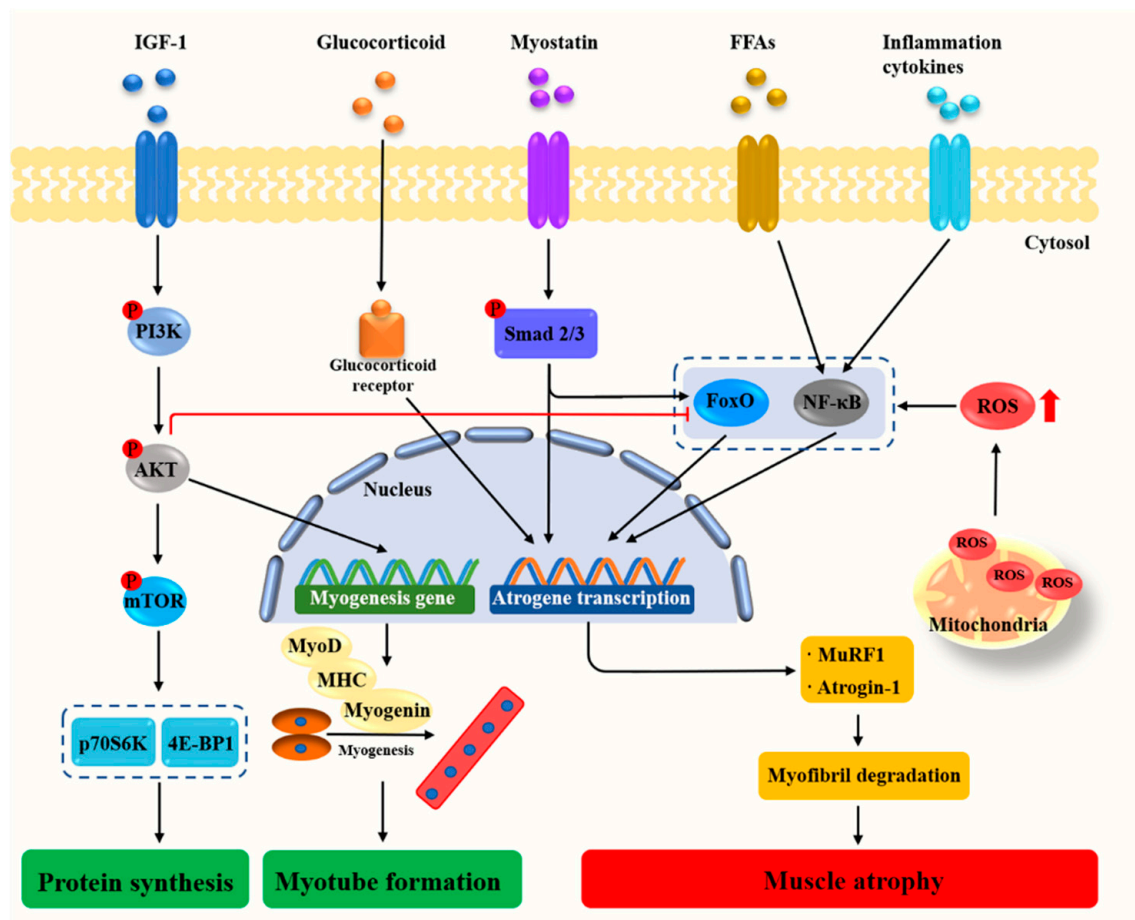 IGF-1
Glucocorticoid
Myostatin
FFAs
Inflammation
cytokines
Cytosol
P
PI3K
Glucocorticoid
receptor
P
Smad 2/3
FoxO
NF-κB
ROS
P
AKT
Nucleus
P
mTOR
Myogenesis gene
Atrogene transcription
ROS
ROS
ROS
Mitochondria
MyoD
MHC
Myogenin
Myogenesis
· MuRF1
· Atrogin-1
p70S6K
4E-BP1
Myofibril degradation
Protein synthesis
Myotube formation
Muscle atrophy